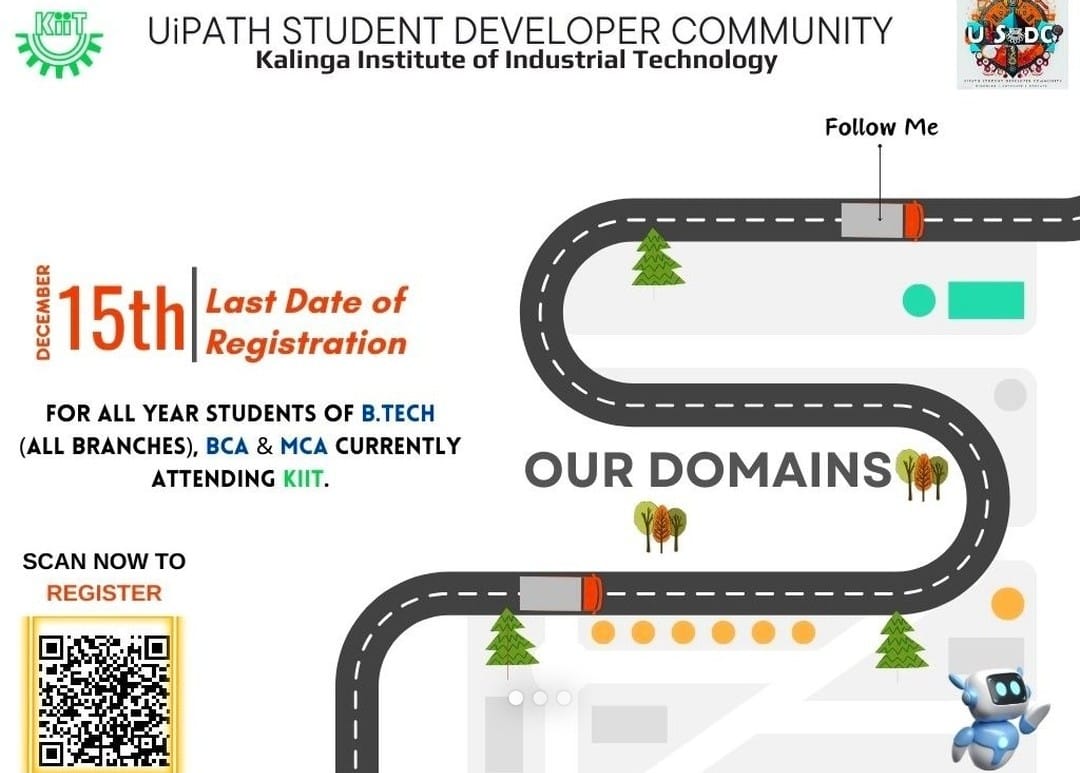 KiiT
UiPATH STUDENT DEVELOPER COMMUNITY
Kalinga Institute of Industrial Technology
U S DC
Follow Me
DECEMBER
15th
Last Date of
Registration
FOR ALL YEAR STUDENTS OF B.TECH
(ALL BRANCHES), BCA & MCA CURRENTLY
ATTENDING KIIT.
OUR DOMAINS
SCAN NOW TO
REGISTER